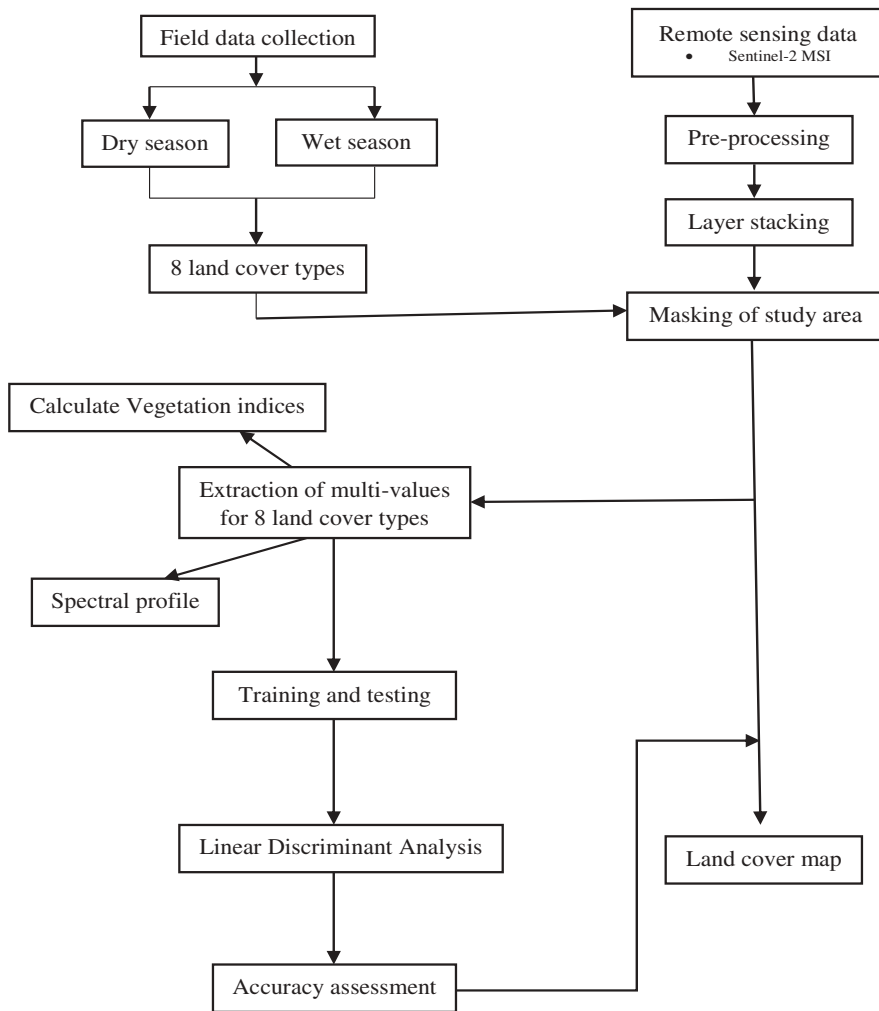 Field data collection
Dry season
Wet season
8 land cover types
Remote sensing data
• Sentinel-2 MSI
Pre-processing
Layer stacking
Masking of study area
Calculate Vegetation indices
Extraction of multi-values
for 8 land cover types
Spectral profile
Training and testing
Linear Discriminant Analysis
Accuracy assessment
Land cover map